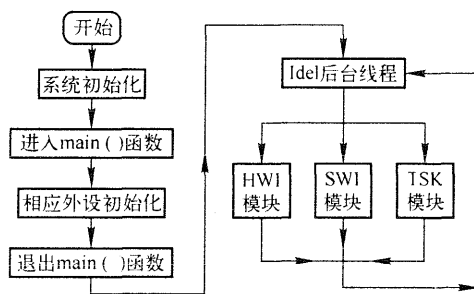 开始
系统初始化
进入main ( )函数
相应外设初始化
退出main ( )函数
Idel后台线程
HWI
模块
SWI
模块
TSK
模块